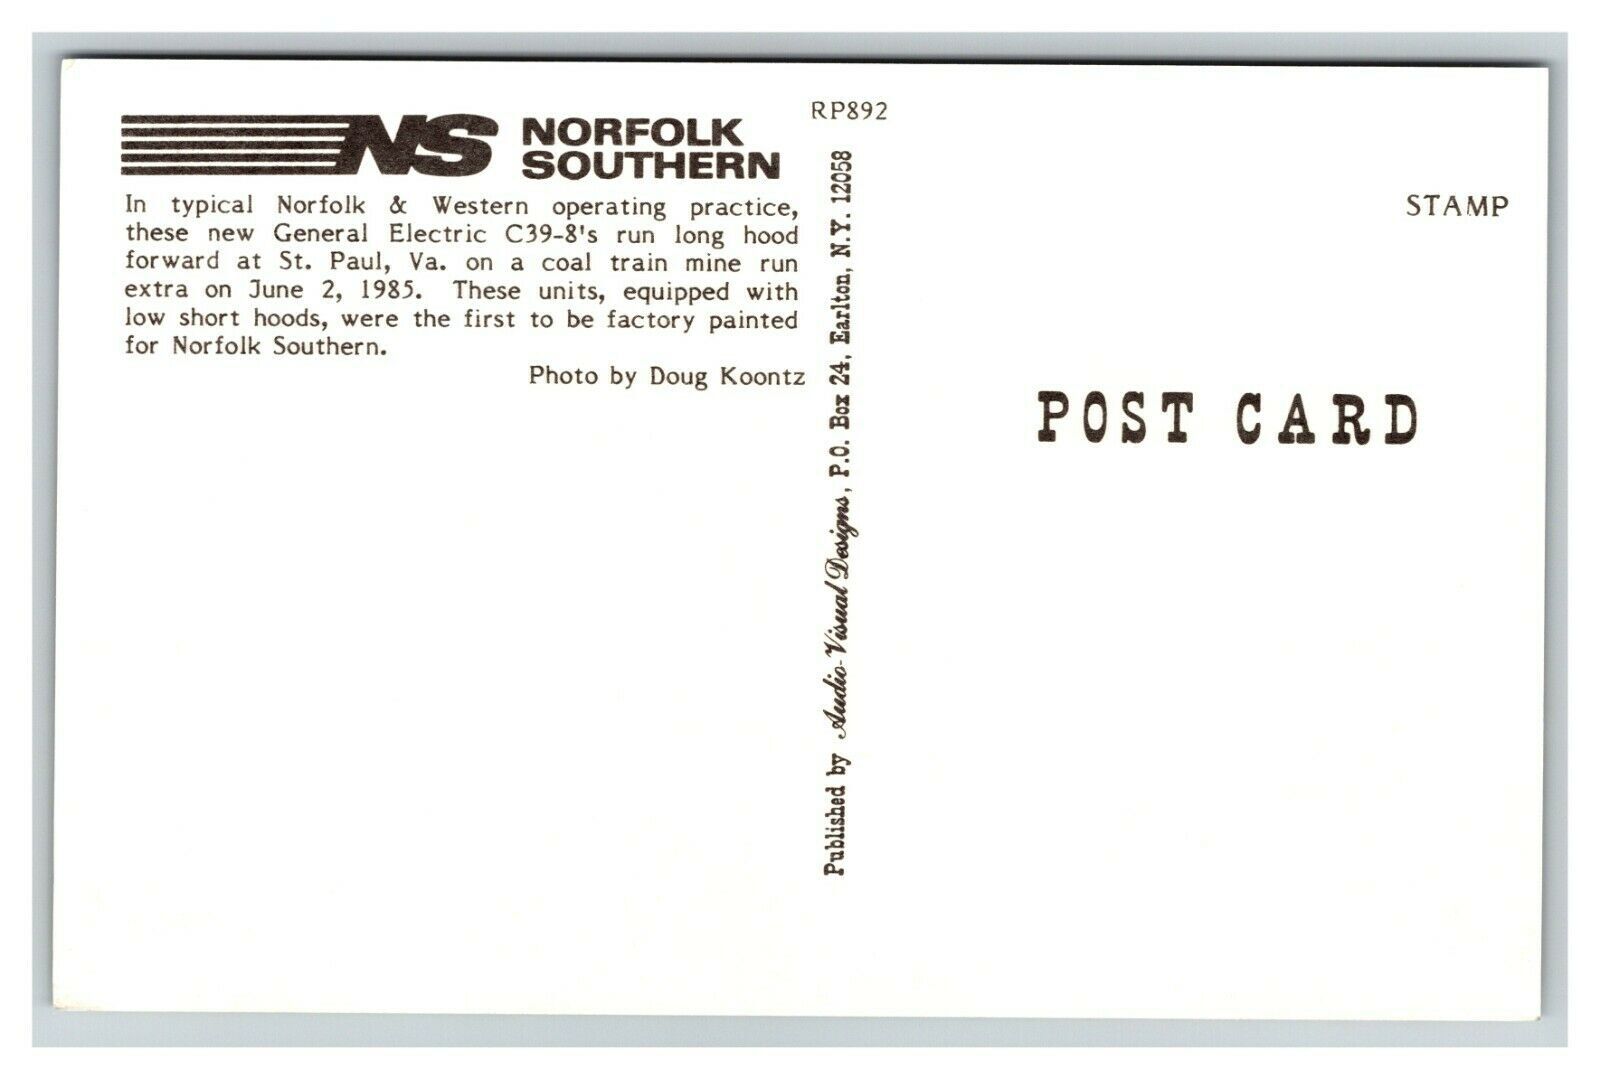 NS NORFOLK
SOUTHERN
In typical Norfolk & Western operating practice,
these new General Electric C39-8's run long hood
forward at St. Paul, Va. on a coal train mine run
extra on June 2, 1985. These units, equipped with
low short hoods, were the first to be factory painted
for Norfolk Southern.
Photo by Doug Koontz
RP892
Published by Audio-Visual Designs, P.O. Box 24, Earlton, N.Y. 12058
STAMP
POST CARD